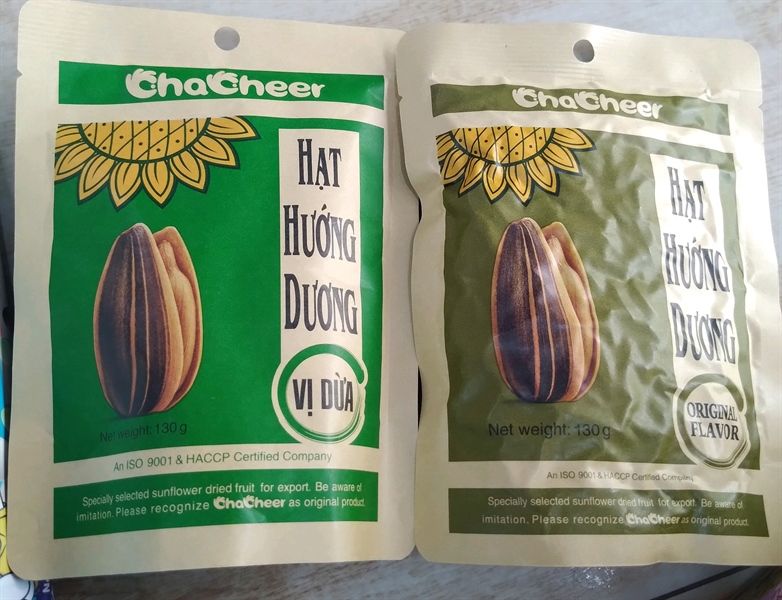 ChaCheer
HẠT
HƯỚNG
DƯƠNG
VỊ DỪA
Net weight: 130 g
An ISO 9001 & HACCP Certified Company
Specially selected sunflower dried fruit for export. Be aware of
imitation. Please recognize ChaCheer as original product.
ChaCheer
HẠT
HƯỚNG
DƯƠNG
ORIGINAL
FLAVOR
Net weight: 130g
An ISO 9001 & HACCP Certified Company
Specially selected sunflower dried fruit for export. Be aware of
imitation. Please recognize ChaCheer as original product.